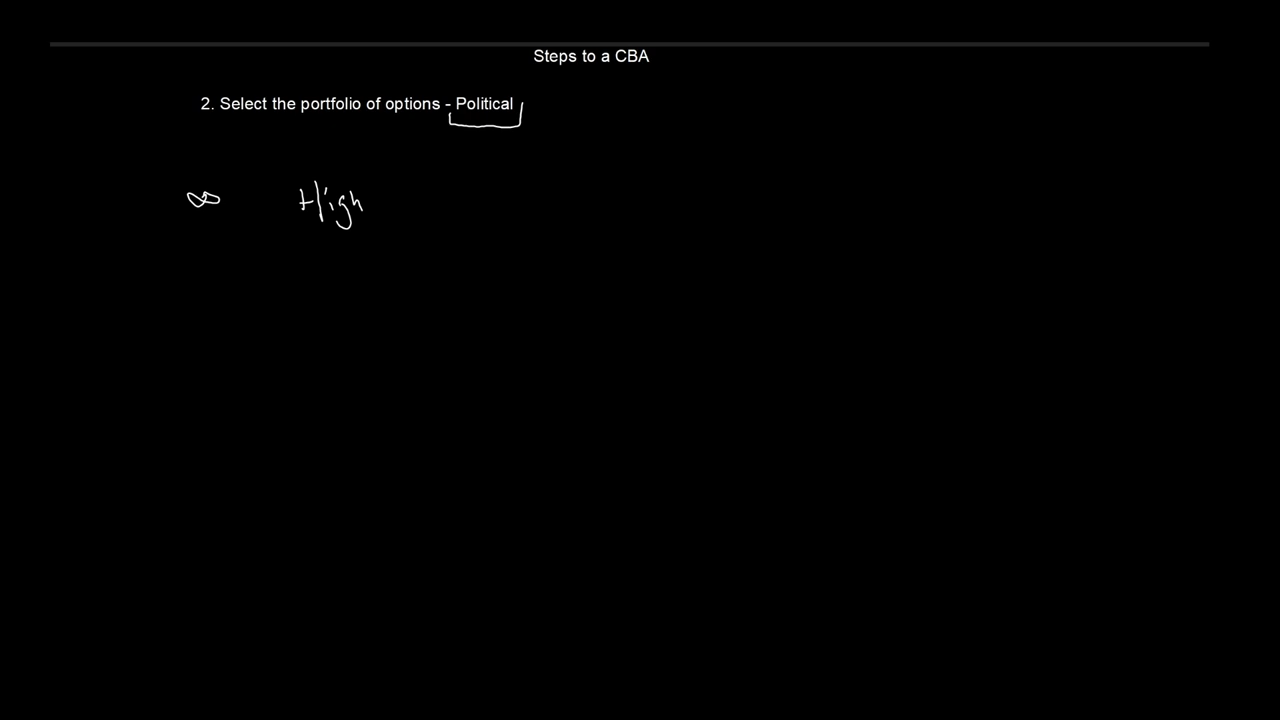 Steps to a CBA
2. Select the portfolio of options - Political
∞ High